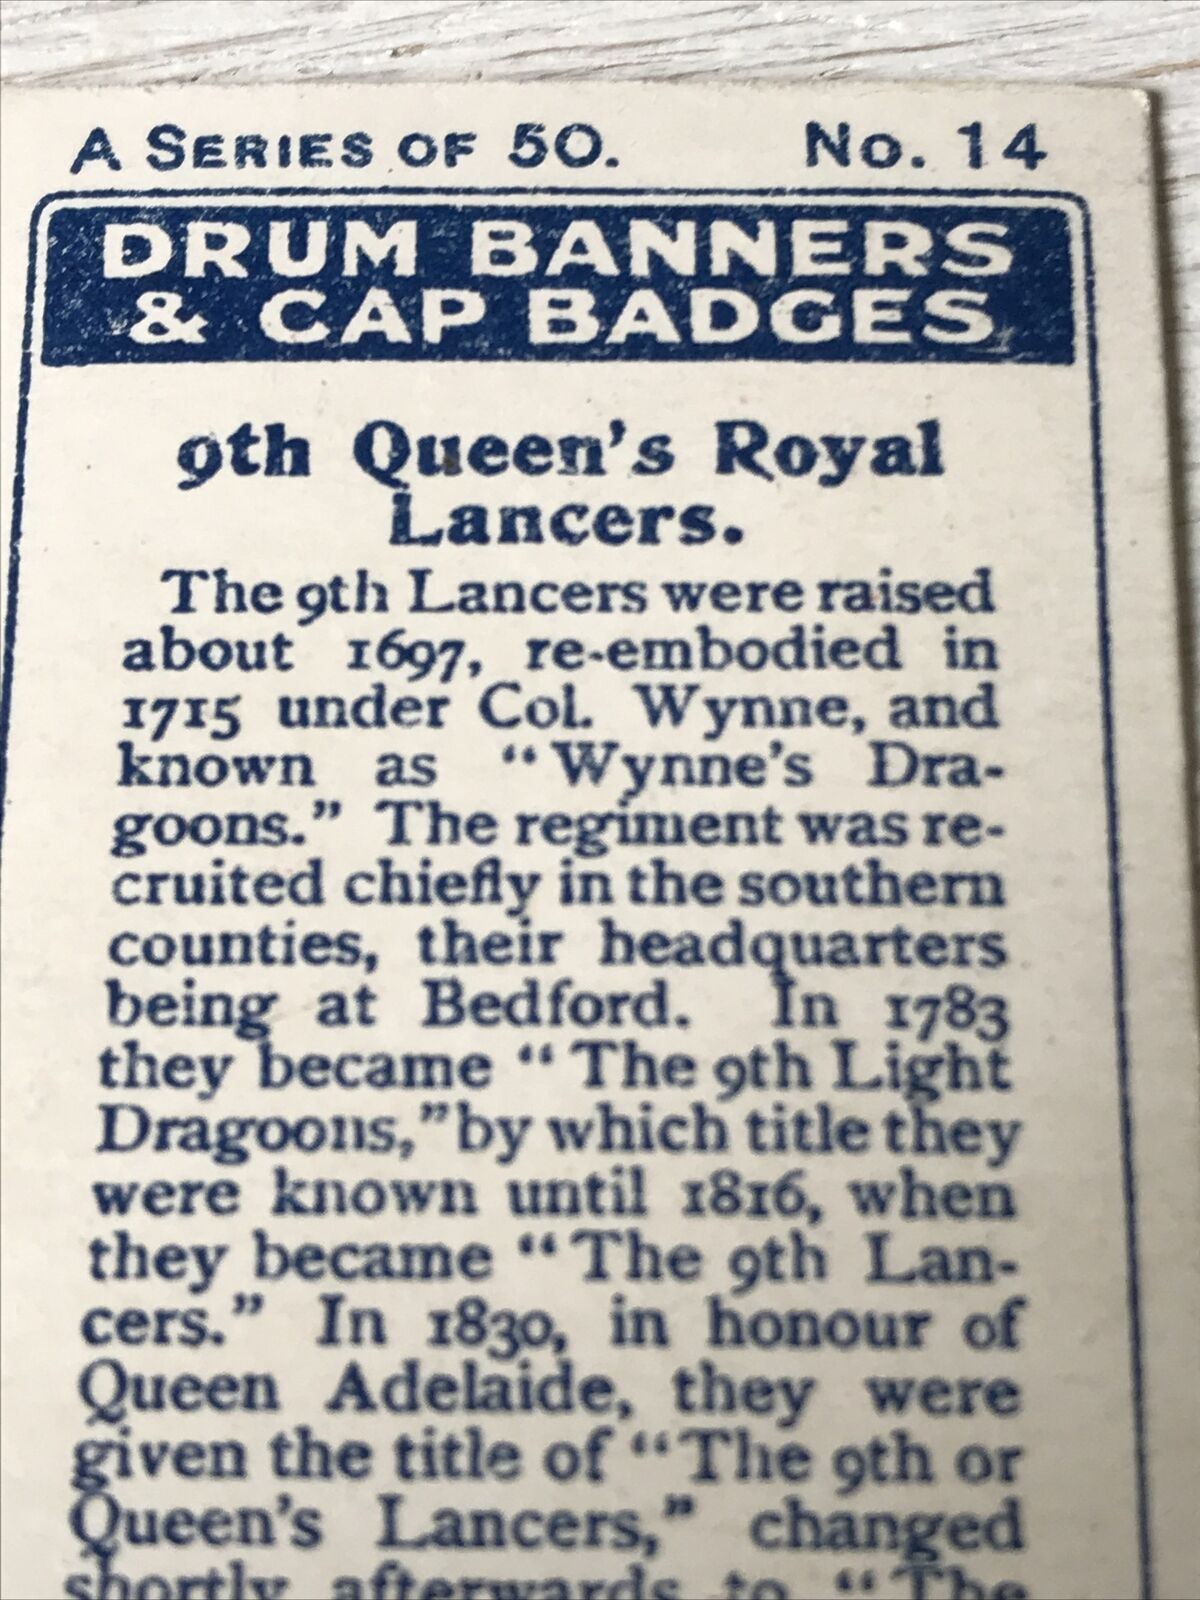 A SERIES OF 50. No. 14
DRUM BANNERS
& CAP BADGES
9th Queen's Royal
Lancers.
The 9th Lancers were raised
about 1697, re-embodied in
1715 under Col. Wynne, and
known as "Wynne's Dra-
goons." The regiment was re-
cruited chiefly in the southern
counties, their headquarters
being at Bedford. In 1783
they became "The 9th Light
Dragoons," by which title they
were known until 1816, when
they became "The 9th Lan-
cers." In 1830, in honour of
Queen Adelaide, they were
given the title of "The 9th or
Queen's Lancers," changed
shortly afterwards to "The